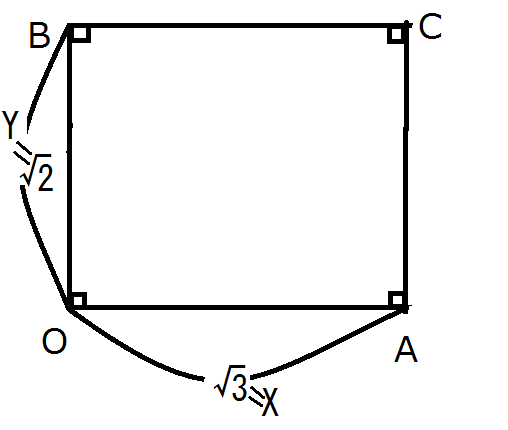 B
C
Y
=
√2
O
A
√3=X